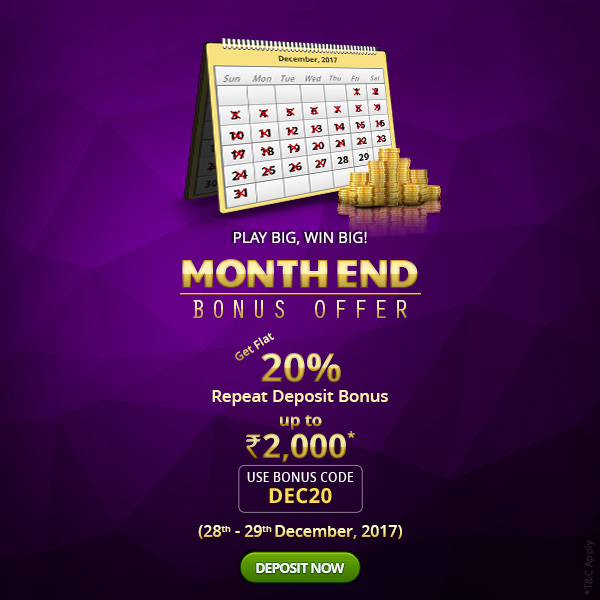 December, 2017
Sun Mon Tue Wed Thu Fri Sat
1 2
3 4 5 6 7 8 9
10 11 12 13 14 15 16
17 18 19 20 21 22 23
24 25 26 27 28 29
31
PLAY BIG, WIN BIG!
MONTH END
BONUS OFFER
Get Flat
20%
Repeat Deposit Bonus
up to
₹2,000*
USE BONUS CODE
DEC20
(28th - 29th December, 2017)
DEPOSIT NOW
*T&C Apply